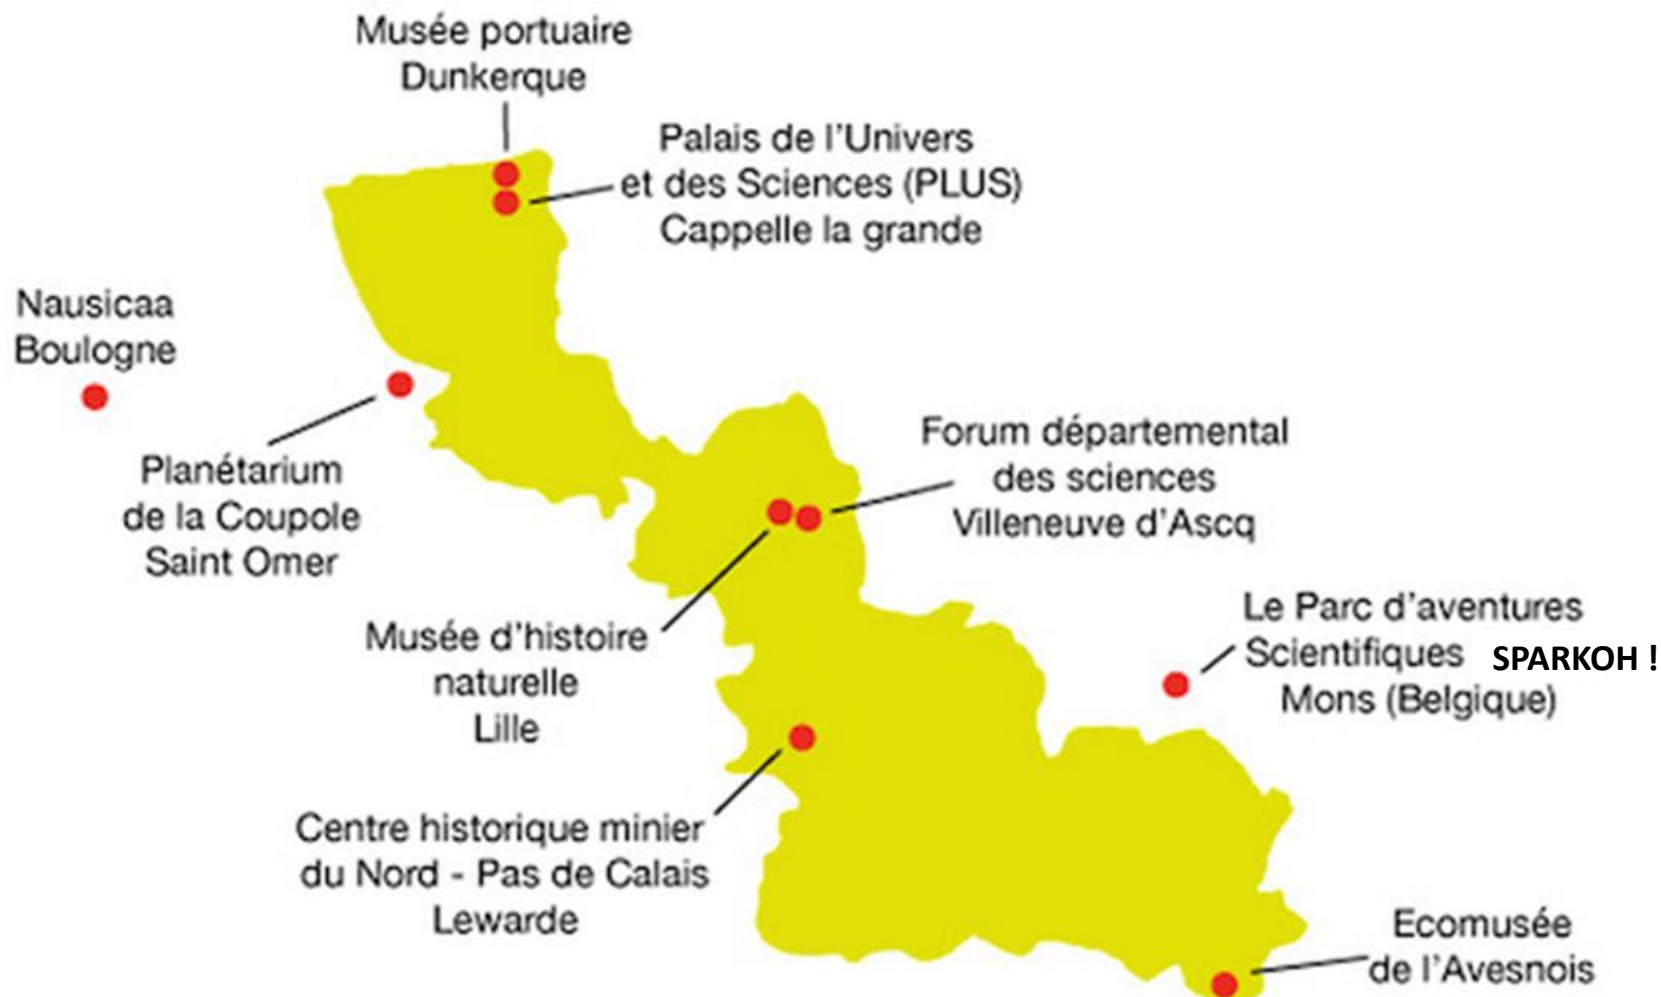 Musée portuaire
Dunkerque
Palais de l'Univers
et des Sciences (PLUS)
Cappelle la grande
Nausicaa
Boulogne
Planétarium
de la Coupole
Saint Omer
Forum départemental
des sciences
Villeneuve d'Ascq
Musée d'histoire
naturelle
Lille
Le Parc d'aventures
Scientifiques SPARKOH !
Mons (Belgique)
Centre historique minier
du Nord - Pas de Calais
Lewarde
Ecomusée
de l'Avesnois